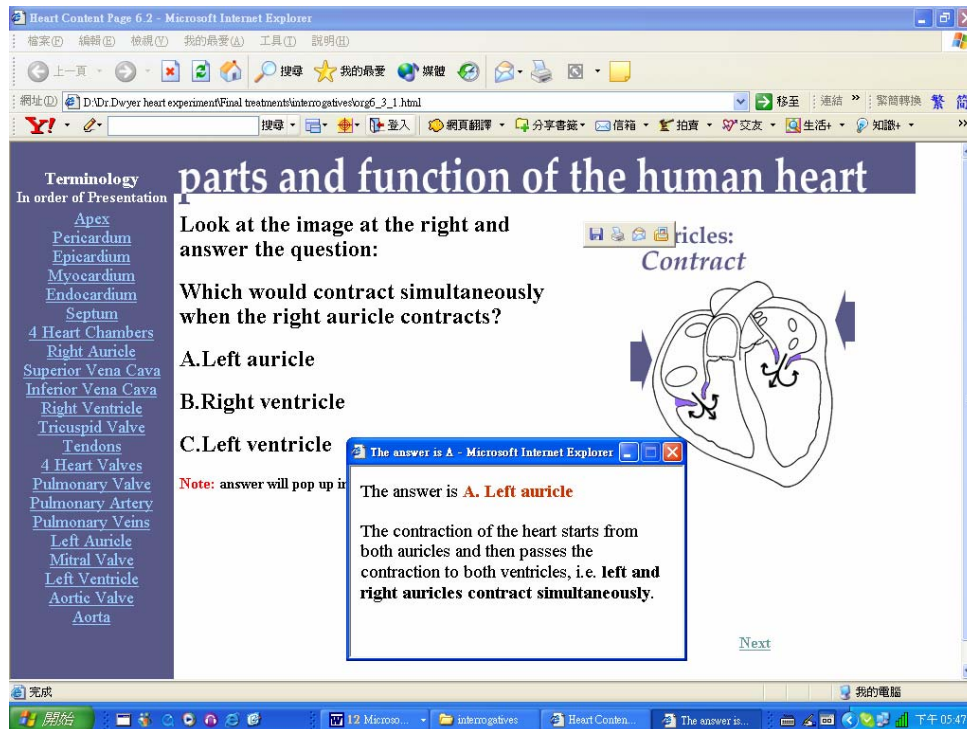 Heart Content Page 6.2 - Microsoft Internet Explorer
檔案(F) 編輯(E) 檢視(V) 我的最愛(A) 工具(T) 說明(H)
上一頁 搜尋 我的最愛 媒體
網址(D) D:\Dr.Dwyer heart experiment\Final treatments\interrogatives\org6_3_1.html 移至 連結 » 繁簡轉換 繁 簡
Y! 搜尋 登入 網頁翻譯 分享書籤 信箱 拍賣 交友 生活+ 知識+ »
parts and function of the human heart
Terminology
In order of Presentation
Apex
Pericardum
Epicardium
Myocardium
Endocardium
Septum
4 Heart Chambers
Right Auricle
Superior Vena Cava
Inferior Vena Cava
Right Ventricle
Tricuspid Valve
Tendons
4 Heart Valves
Pulmonary Valve
Pulmonary Artery
Pulmonary Veins
Left Auricle
Mitral Valve
Left Ventricle
Aortic Valve
Aorta
Look at the image at the right and
answer the question:
Which would contract simultaneously
when the right auricle contracts?
A.Left auricle
B.Right ventricle
C.Left ventricle
Note: answer will pop up in
ricles:
Contract
The answer is A - Microsoft Internet Explorer
The answer is A. Left auricle
The contraction of the heart starts from
both auricles and then passes the
contraction to both ventricles, i.e. left and
right auricles contract simultaneously.
Next
完成 我的電腦
開始 12 Microso... interrogatives Heart Conten... The answer is... 下午 05:47